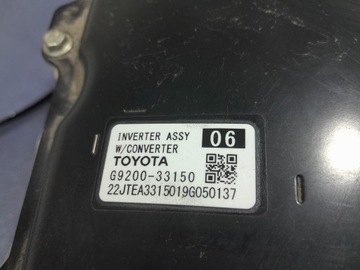 INVERTER ASSY 06
W/CONVERTER
TOYOTA
G9200-33150
22JTEA3315019G050137